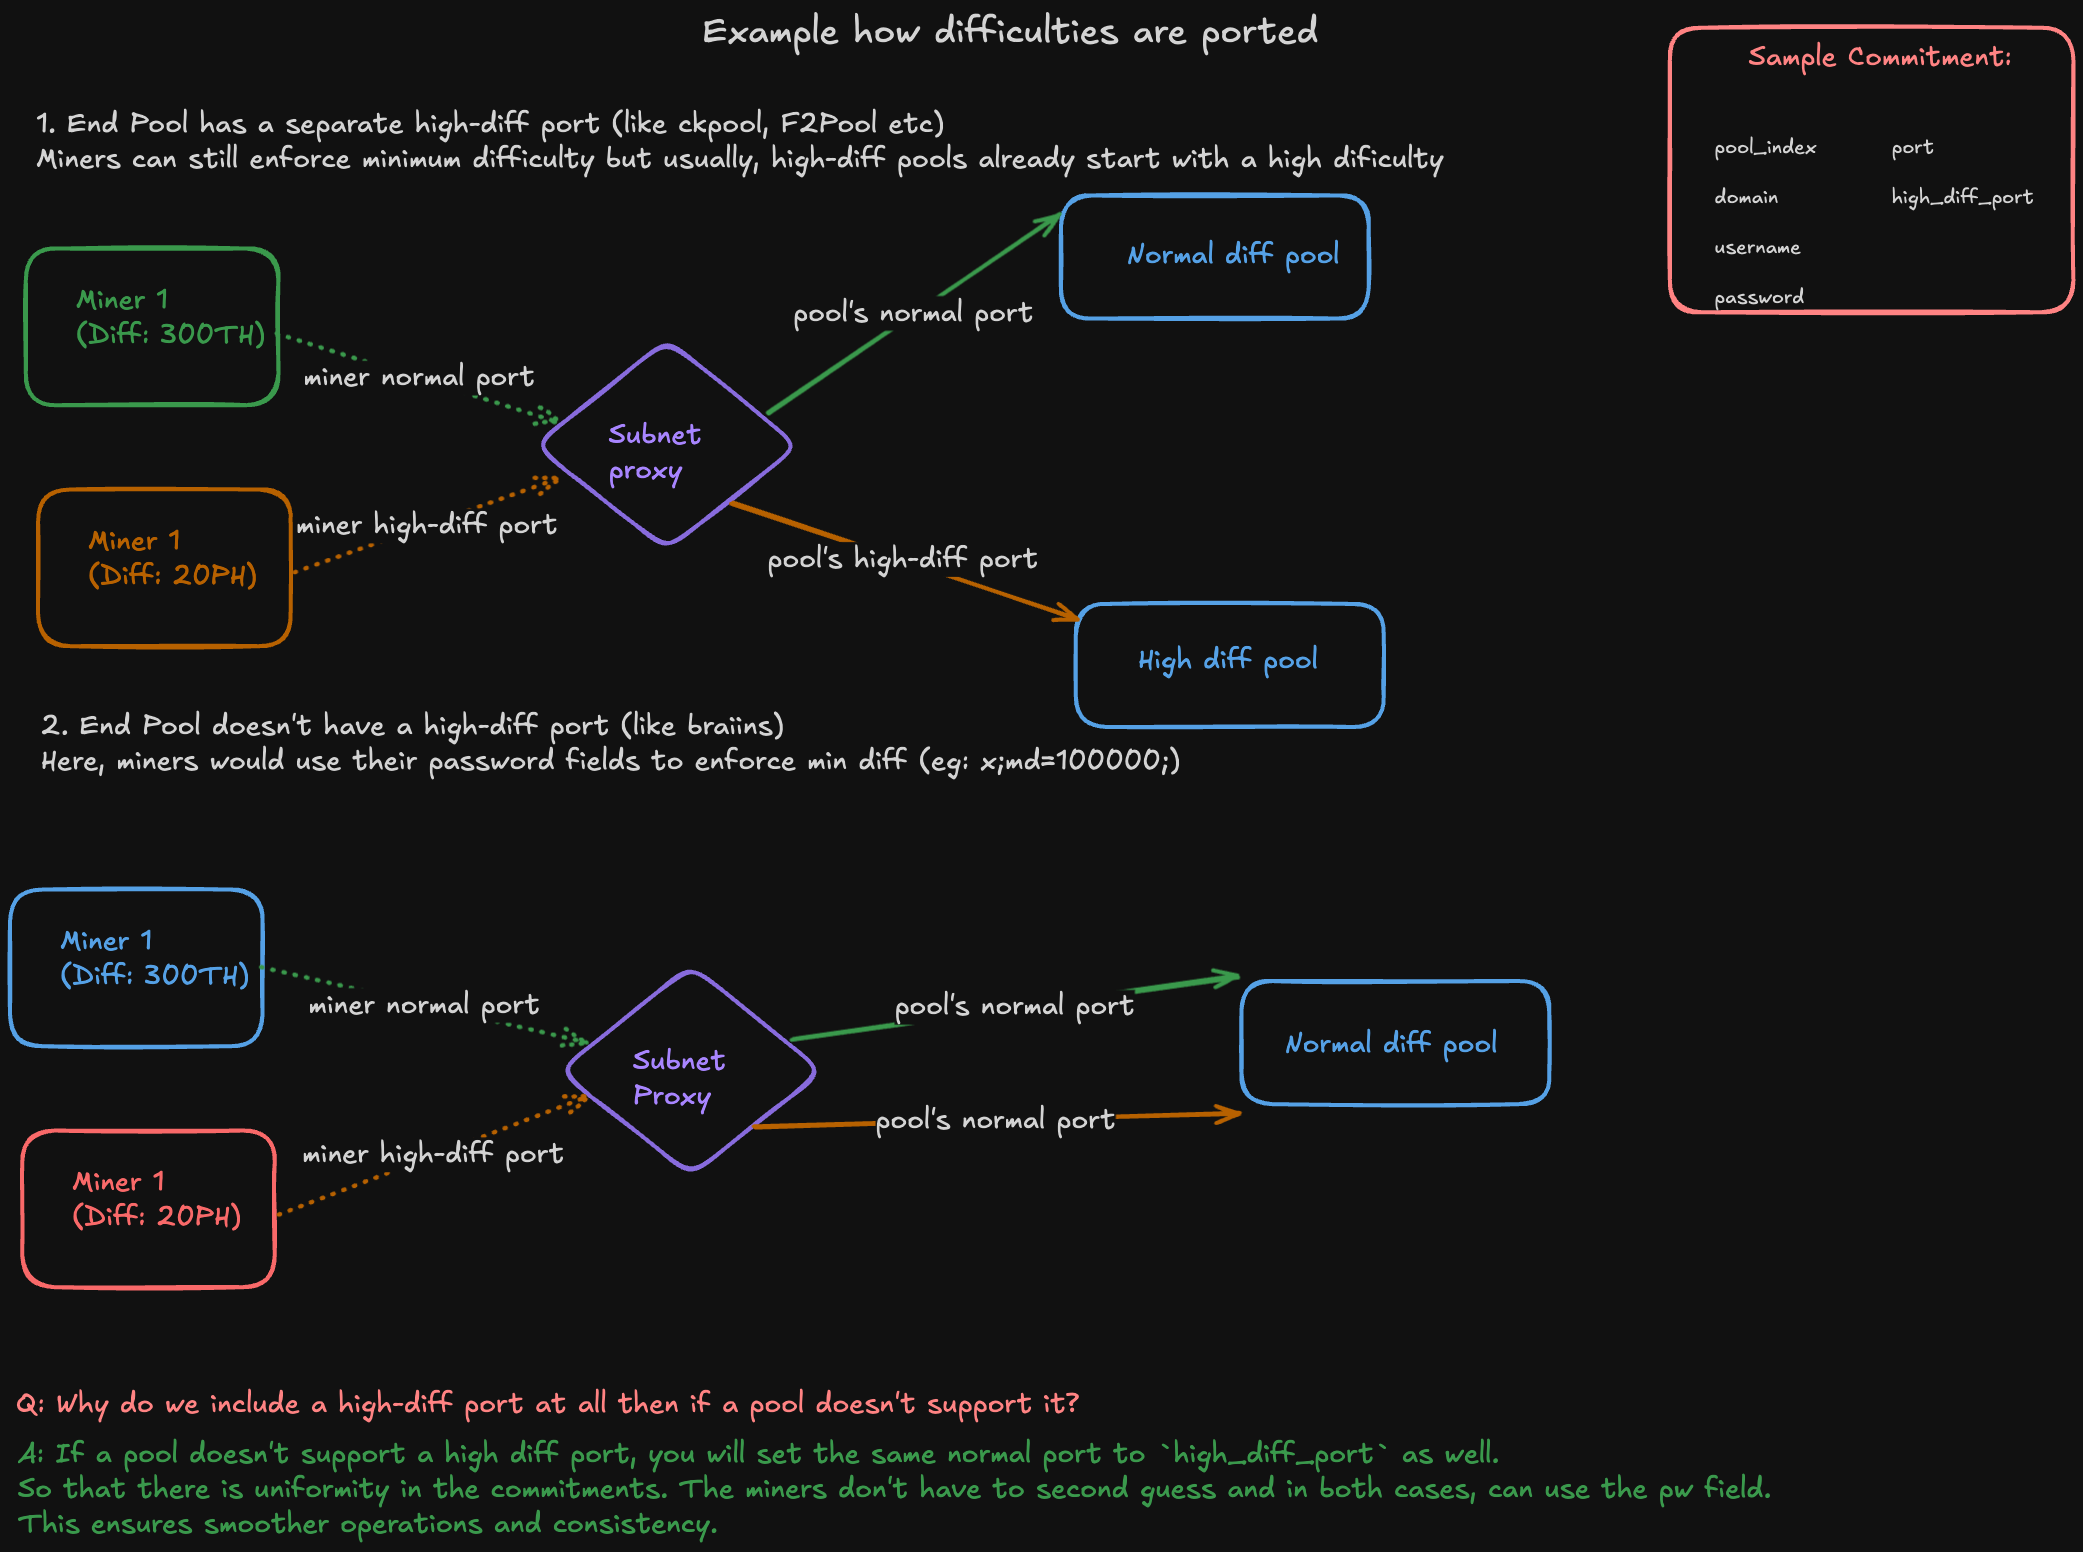 Example how difficulties are ported
Sample Commitment:
pool_index
port
domain
high_diff_port
username
password
1. End Pool has a separate high-diff port (like ckpool, F2Pool etc)
Miners can still enforce minimum difficulty but usually, high-diff pools already start with a high dificulty
Miner 1
(Diff: 300TH)
miner normal port
Miner 1
(Diff: 20PH)
miner high-diff port
Subnet
proxy
pool's normal port
Normal diff pool
pool's high-diff port
High diff pool
2. End Pool doesn't have a high-diff port (like braiins)
Here, miners would use their password fields to enforce min diff (eg: x;md=100000;)
Miner 1
(Diff: 300TH)
miner normal port
Miner 1
(Diff: 20PH)
miner high-diff port
Subnet
Proxy
pool's normal port
pool's normal port
Normal diff pool
Q: Why do we include a high-diff port at all then if a pool doesn't support it?
A: If a pool doesn't support a high diff port, you will set the same normal port to `high_diff_port` as well.
So that there is uniformity in the commitments. The miners don't have to second guess and in both cases, can use the pw field.
This ensures smoother operations and consistency.